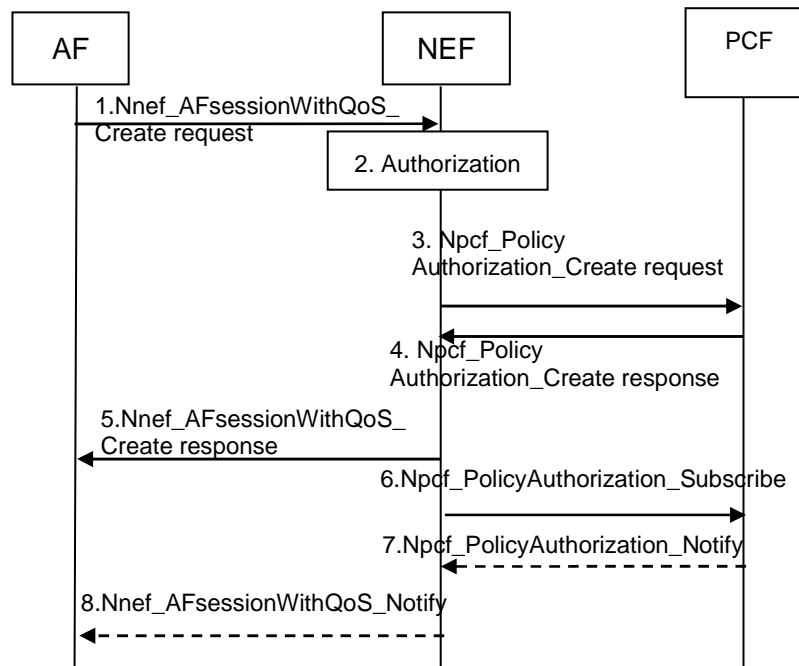 AF
NEF
PCF
1.Nnef_AFsessionWithQoS_
Create request
2. Authorization
3. Npcf_Policy
Authorization_Create request
4. Npcf_Policy
Authorization_Create response
5.Nnef_AFsessionWithQoS_
Create response
6.Npcf_PolicyAuthorization_Subscribe
7.Npcf_PolicyAuthorization_Notify
8.Nnef_AFsessionWithQoS_Notify